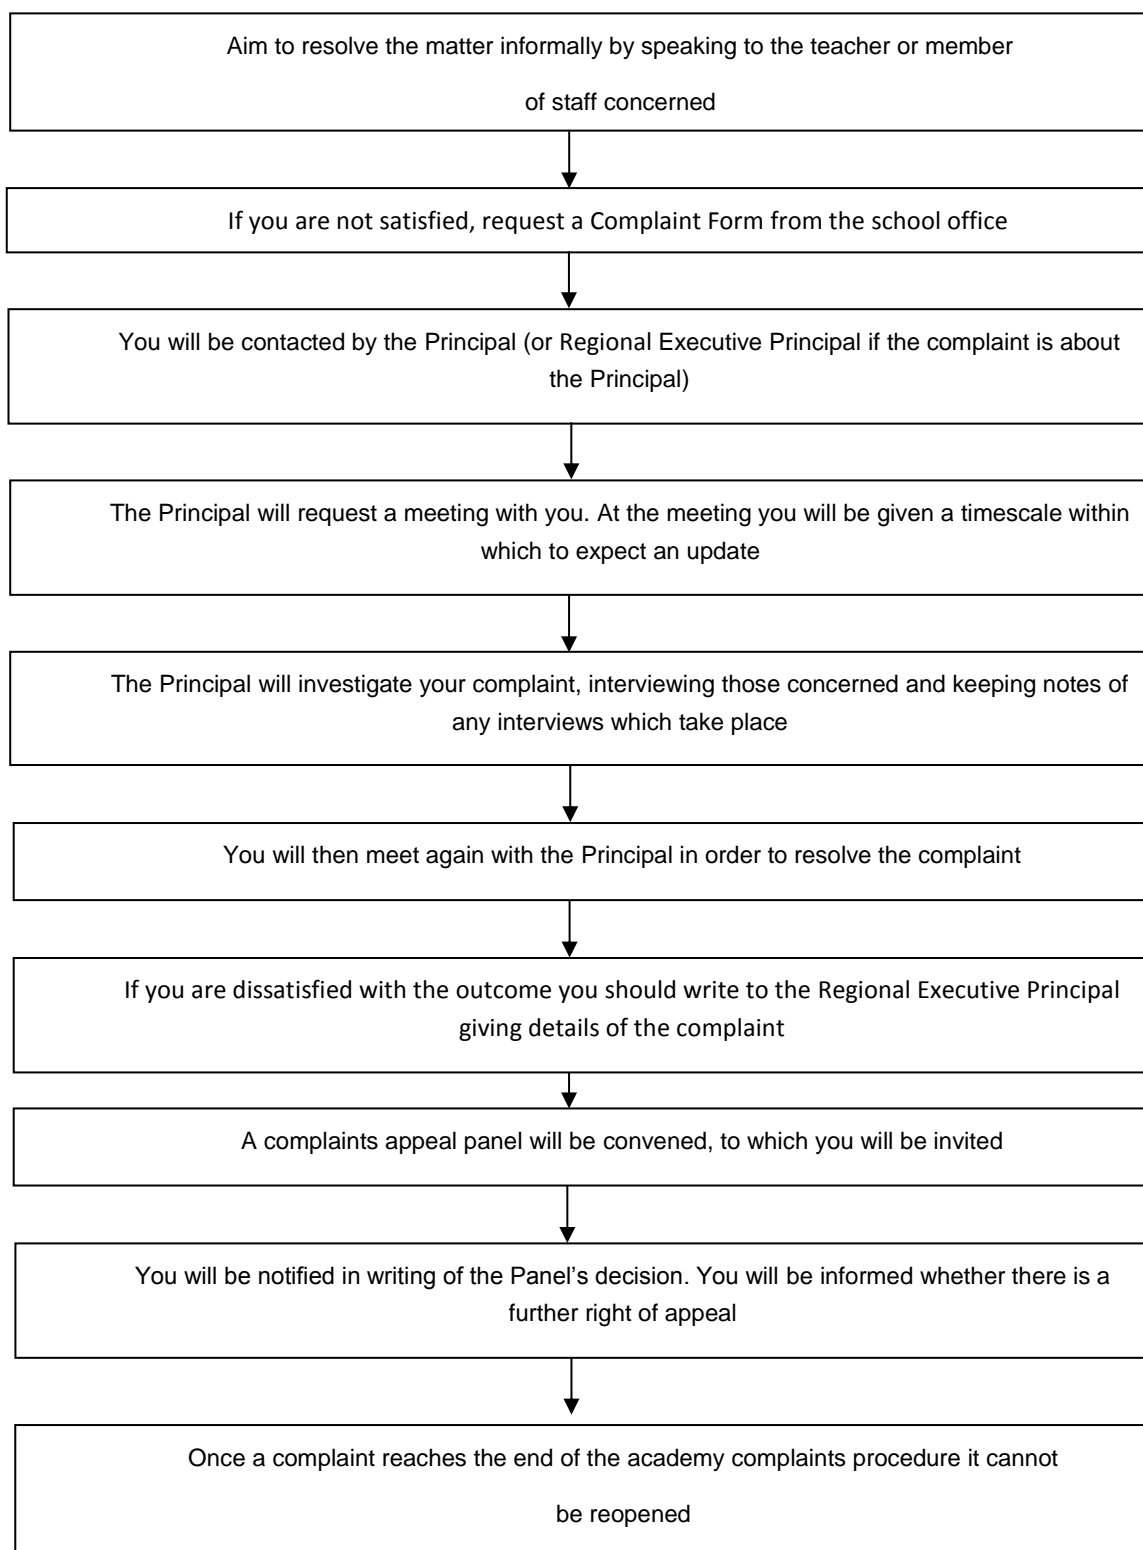 Aim to resolve the matter informally by speaking to the teacher or member
of staff concerned
If you are not satisfied, request a Complaint Form from the school office
You will be contacted by the Principal (or Regional Executive Principal if the complaint is about
the Principal)
The Principal will request a meeting with you. At the meeting you will be given a timescale within
which to expect an update
The Principal will investigate your complaint, interviewing those concerned and keeping notes of
any interviews which take place
You will then meet again with the Principal in order to resolve the complaint
If you are dissatisfied with the outcome you should write to the Regional Executive Principal
giving details of the complaint
A complaints appeal panel will be convened, to which you will be invited
You will be notified in writing of the Panel’s decision. You will be informed whether there is a
further right of appeal
Once a complaint reaches the end of the academy complaints procedure it cannot
be reopened